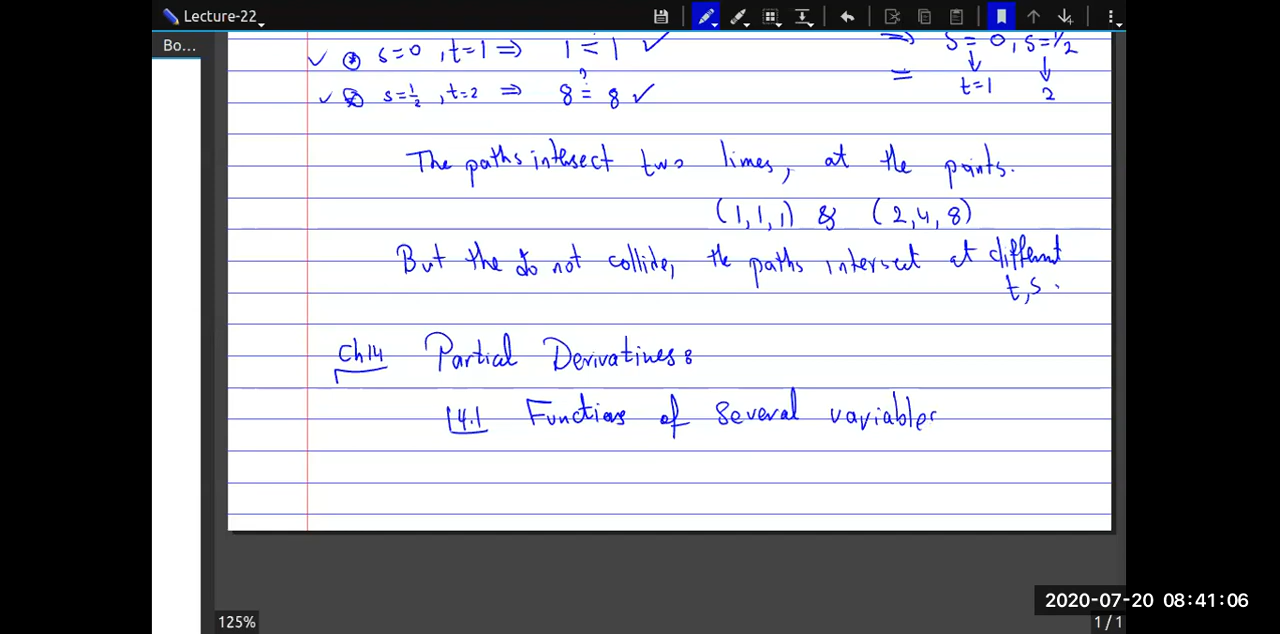 Lecture-22
Bo...
① s=0 , t=1 ⇒ 1 = 1 ✓
⇒ s = 0, s=1/2
② s=1/2 , t=2 ⇒ 8 ≟ 8 ✓
t=1 2
The paths intersect two times, at the points.
(1,1,1) & (2,4,8)
But the do not collide, the paths intersect at different
t,s.
Ch14 Partial Derivatives:
14.1 Functions of several variables
2020-07-20 08:41:06
125%
1/1